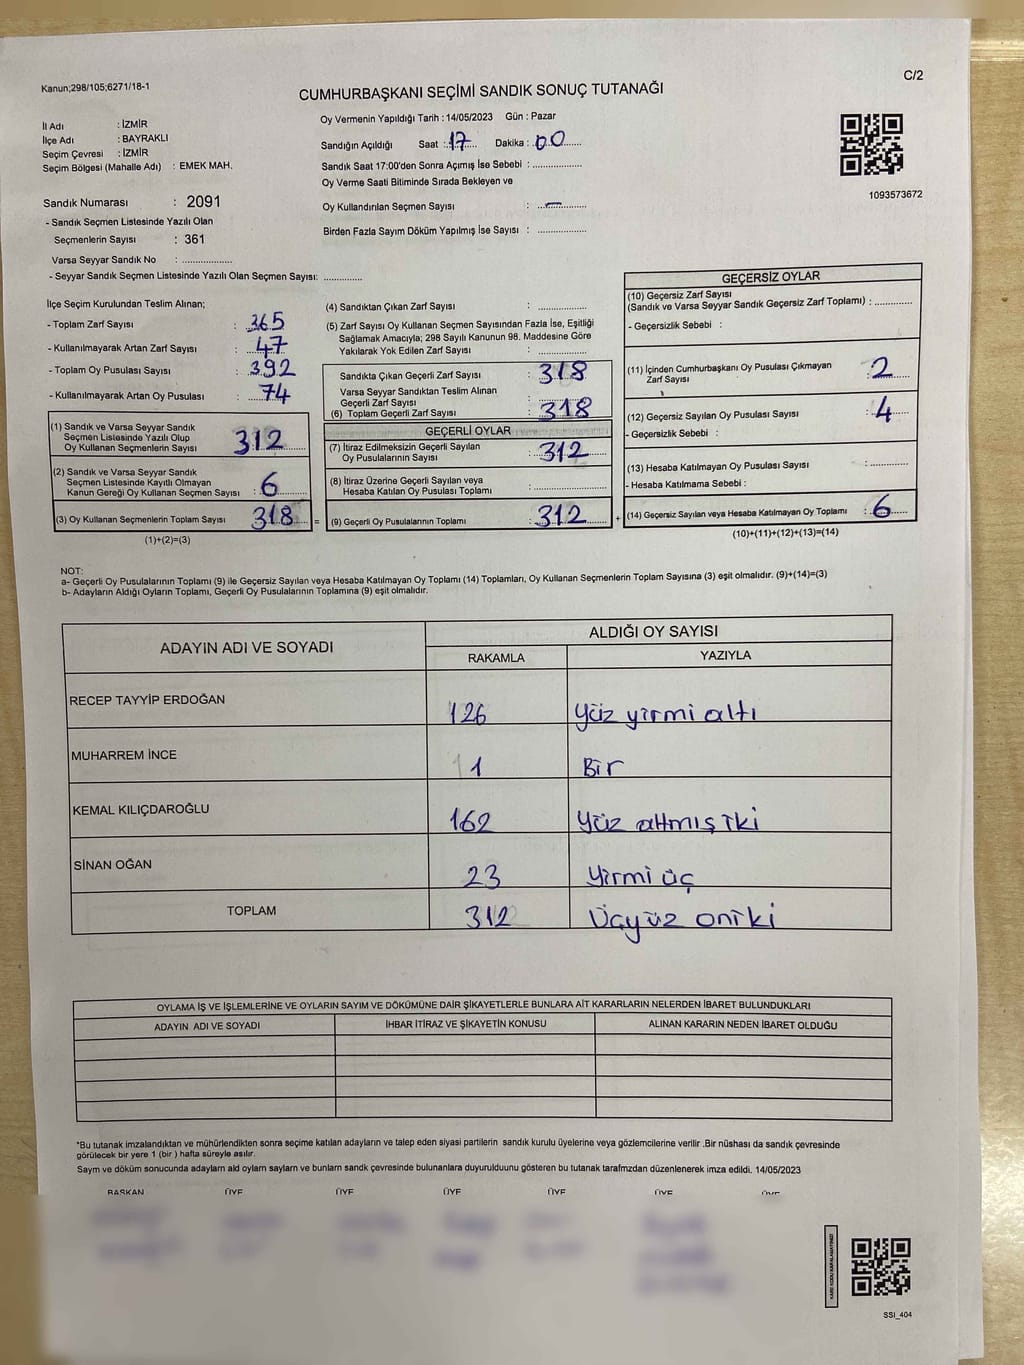 Kanun;298/105;6271/18-1
C/2
CUMHURBAŞKANI SEÇİMİ SANDIK SONUÇ TUTANAĞI
İl Adı : İZMİR
İlçe Adı : BAYRAKLI
Seçim Çevresi : İZMİR
Seçim Bölgesi (Mahalle Adı) : EMEK MAH.
Oy Vermenin Yapıldığı Tarih : 14/05/2023 Gün : Pazar
Sandığın Açıldığı Saat : 17 Dakika : 00
Sandık Saat 17:00'den Sonra Açımış İse Sebebi : ..............
Oy Verme Saati Bitiminde Sırada Bekleyen ve
Oy Kullandırılan Seçmen Sayısı : —
Birden Fazla Sayım Döküm Yapılmış İse Sayısı : ..............
1093573672
Sandık Numarası : 2091
- Sandık Seçmen Listesinde Yazılı Olan
Seçmenlerin Sayısı : 361
Varsa Seyyar Sandık No : ..............
- Seyyar Sandık Seçmen Listesinde Yazılı Olan Seçmen Sayısı: ...........
İlçe Seçim Kurulundan Teslim Alınan;
- Toplam Zarf Sayısı : 365
- Kullanılmayarak Artan Zarf Sayısı : 47
- Toplam Oy Pusulası Sayısı : 392
- Kullanılmayarak Artan Oy Pusulası : 74
(1) Sandık ve Varsa Seyyar Sandık
Seçmen Listesinde Yazılı Olup
Oy Kullanan Seçmenlerin Sayısı 312
(2) Sandık ve Varsa Seyyar Sandık
Seçmen Listesinde Kayıtlı Olmayan
Kanun Gereği Oy Kullanan Seçmen Sayısı : 6
(3) Oy Kullanan Seçmenlerin Toplam Sayısı 318 =
(1)+(2)=(3)
(4) Sandıktan Çıkan Zarf Sayısı : ..............
(5) Zarf Sayısı Oy Kullanan Seçmen Sayısından Fazla İse, Eşitliği
Sağlamak Amacıyla; 298 Sayılı Kanunun 98. Maddesine Göre
Yakılarak Yok Edilen Zarf Sayısı : ..............
Sandıkta Çıkan Geçerli Zarf Sayısı : 318
Varsa Seyyar Sandıktan Teslim Alınan
Geçerli Zarf Sayısı :
(6) Toplam Geçerli Zarf Sayısı : 318
GEÇERLİ OYLAR
(7) İtiraz Edilmeksizin Geçerli Sayılan
Oy Pusulalarının Sayısı : 312
(8) İtiraz Üzerine Geçerli Sayılan veya
Hesaba Katılan Oy Pusulası Toplamı : ..............
(9) Geçerli Oy Pusulalarının Toplamı : 312 +
GEÇERSİZ OYLAR
(10) Geçersiz Zarf Sayısı
(Sandık ve Varsa Seyyar Sandık Geçersiz Zarf Toplamı) : ...........
- Geçersizlik Sebebi :
(11) İçinden Cumhurbaşkanı Oy Pusulası Çıkmayan
Zarf Sayısı : 2
(12) Geçersiz Sayılan Oy Pusulası Sayısı : 4
- Geçersizlik Sebebi :
(13) Hesaba Katılmayan Oy Pusulası Sayısı : ...........
- Hesaba Katılmama Sebebi :
(14) Geçersiz Sayılan veya Hesaba Katılmayan Oy Toplamı : 6
(10)+(11)+(12)+(13)=(14)
NOT:
a- Geçerli Oy Pusulalarının Toplamı (9) ile Geçersiz Sayılan veya Hesaba Katılmayan Oy Toplamı (14) Toplamları, Oy Kullanan Seçmenlerin Toplam Sayısına (3) eşit olmalıdır. (9)+(14)=(3)
b- Adayların Aldığı Oyların Toplamı, Geçerli Oy Pusulalarının Toplamına (9) eşit olmalıdır.
ADAYIN ADI VE SOYADI
ALDIĞI OY SAYISI
RAKAMLA YAZIYLA
RECEP TAYYİP ERDOĞAN 126 Yüz yirmi altı
MUHARREM İNCE 1 Bir
KEMAL KILIÇDAROĞLU 162 Yüz altmış iki
SİNAN OĞAN 23 Yirmi üç
TOPLAM 312 Üçyüz oniki
OYLAMA İŞ VE İŞLEMLERİNE VE OYLARIN SAYIM VE DÖKÜMÜNE DAİR ŞİKAYETLERLE BUNLARA AİT KARARLARIN NELERDEN İBARET BULUNDUKLARI
ADAYIN ADI VE SOYADI İHBAR İTİRAZ VE ŞİKAYETİN KONUSU ALINAN KARARIN NEDEN İBARET OLDUĞU
*Bu tutanak imzalandıktan ve mühürlendikten sonra seçime katılan adayların ve talep eden siyasi partilerin sandık kurulu üyelerine veya gözlemcilerine verilir .Bir nüshası da sandık çevresinde
görülecek bir yere 1 (bir ) hafta süreyle asılır.
Sayım ve döküm sonucunda adayların ald oyların sayların ve bunların sandk çevresinde bulunanlara duyurulduunu gösteren bu tutanak tarafmzdan düzenlenerek imza edildi. 14/05/2023
BAŞKAN ÜYE ÜYE ÜYE ÜYE ÜYE ÜYE
SSI_404